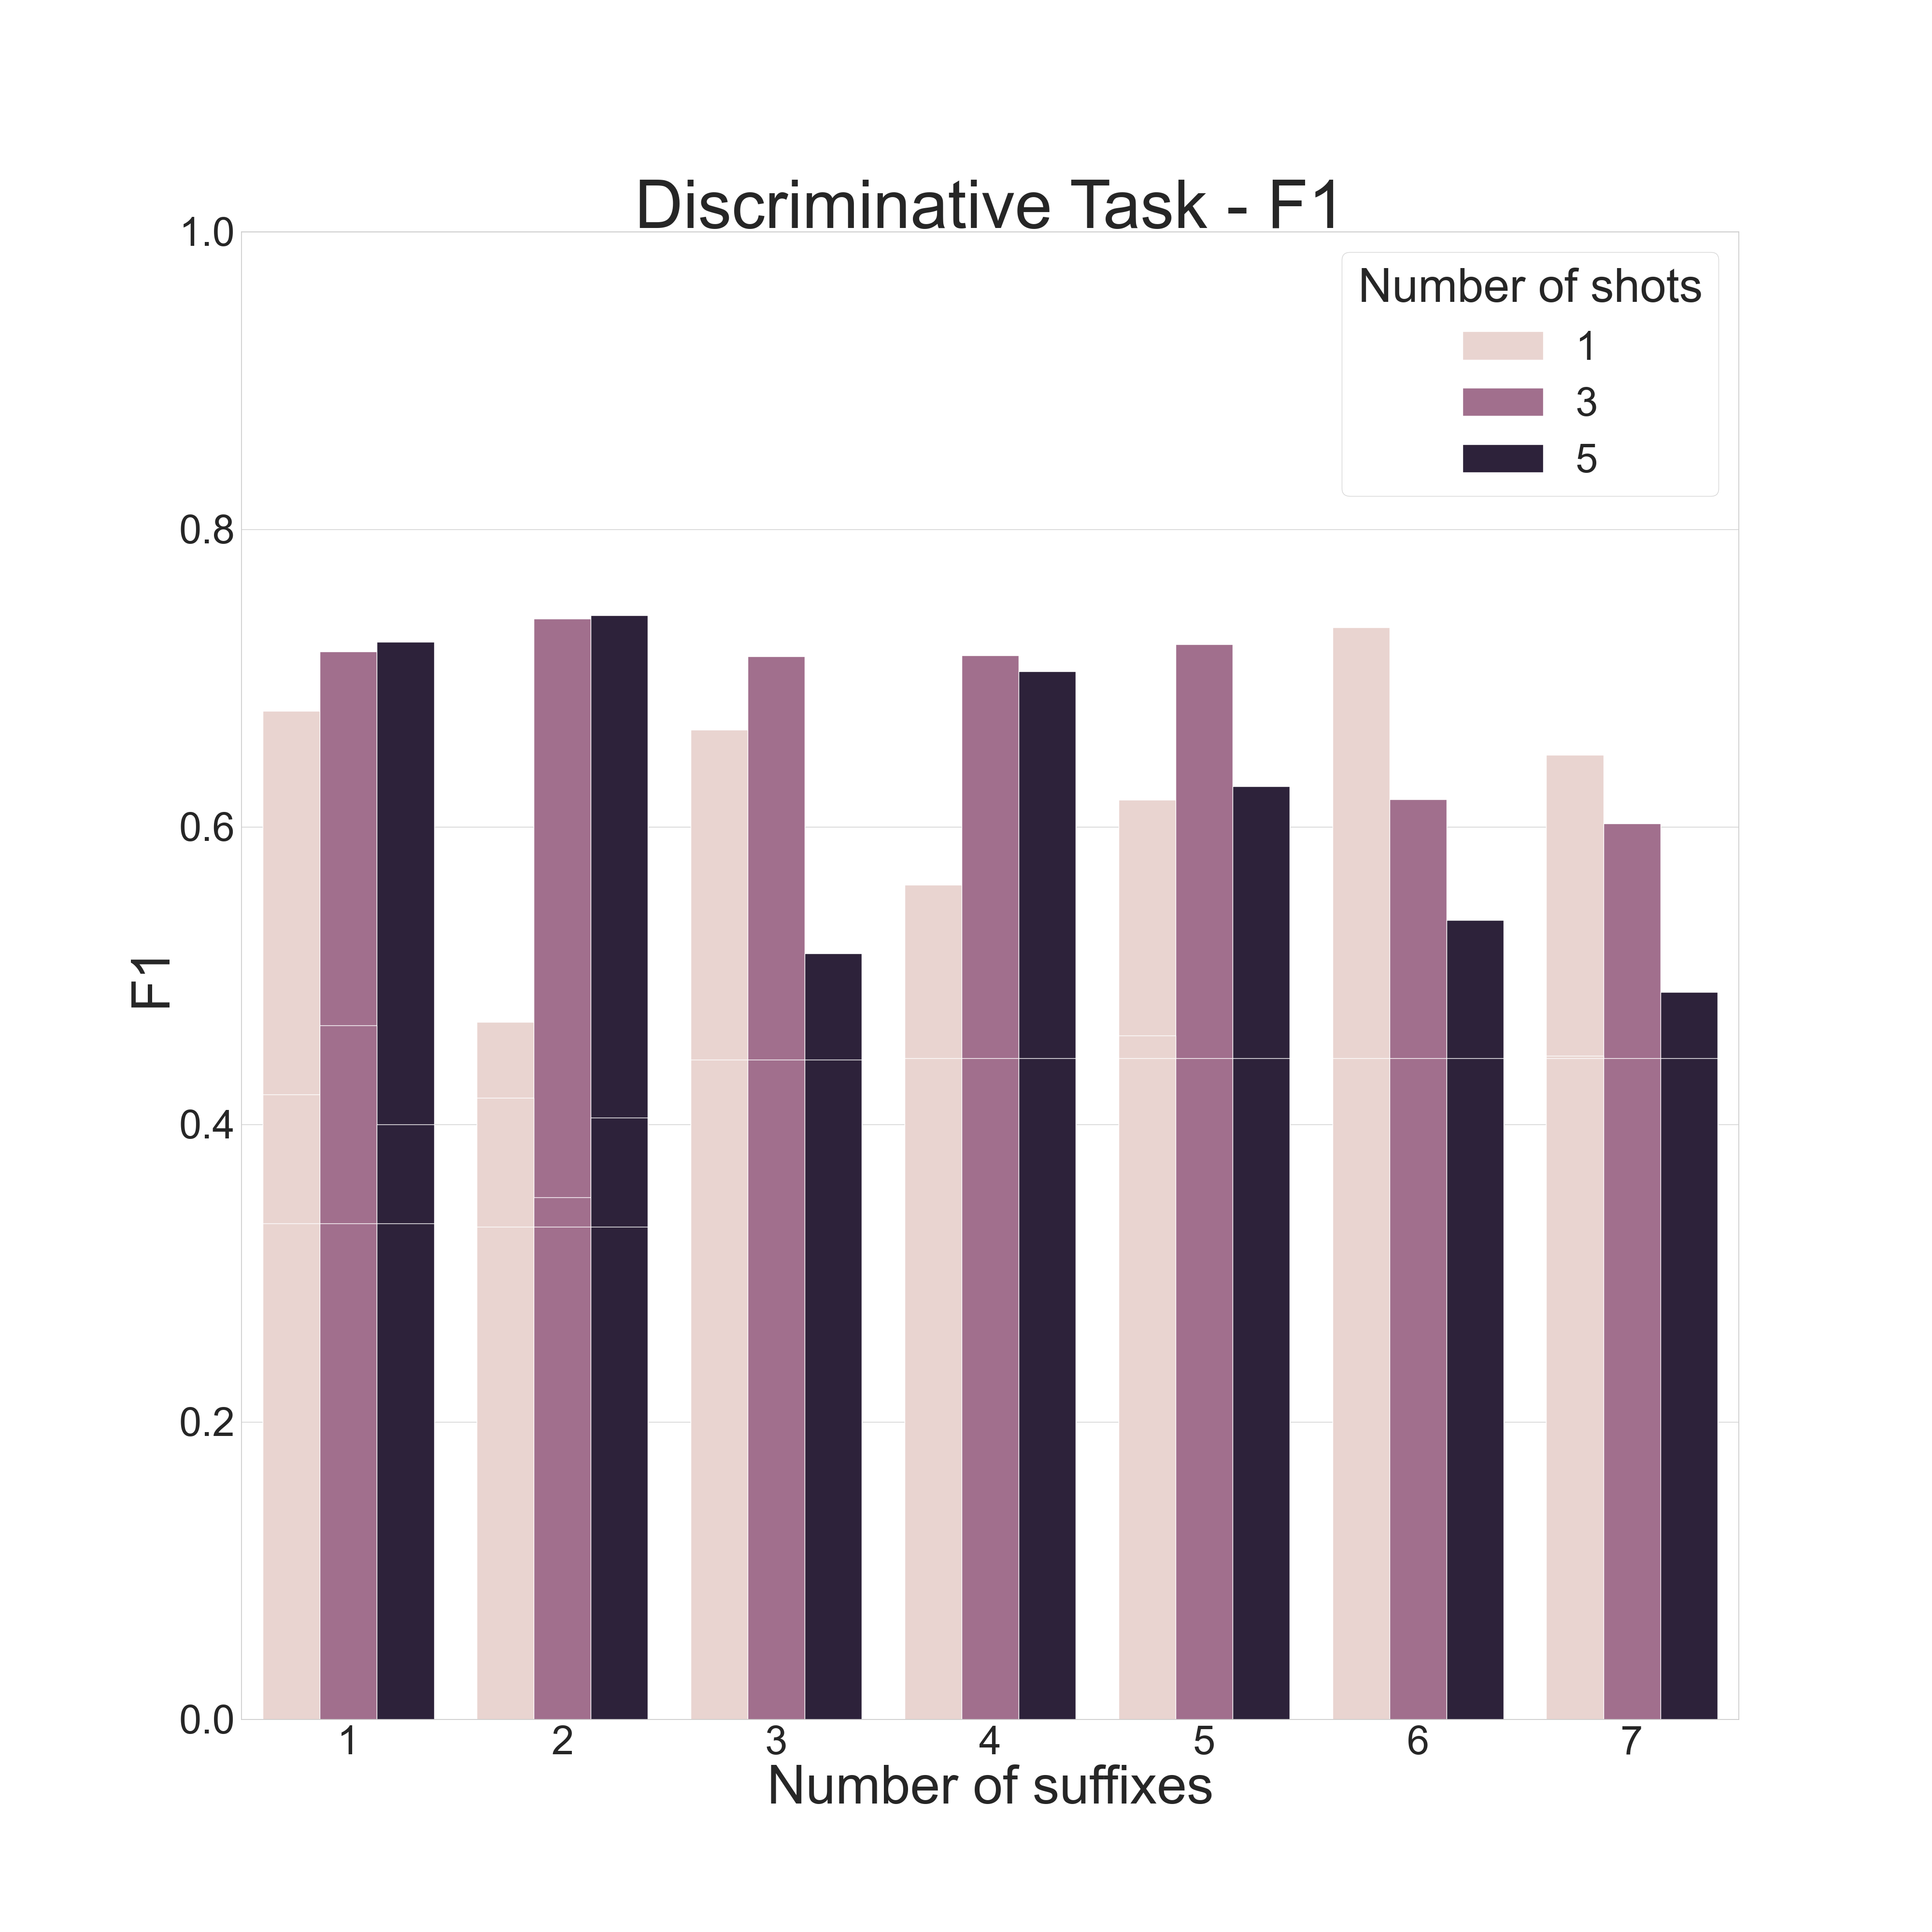 Discriminative Task - F1
Number of shots
1
3
5
1.0
0.8
0.6
0.4
0.2
0.0
F1
1 2 3 4 5 6 7
Number of suffixes